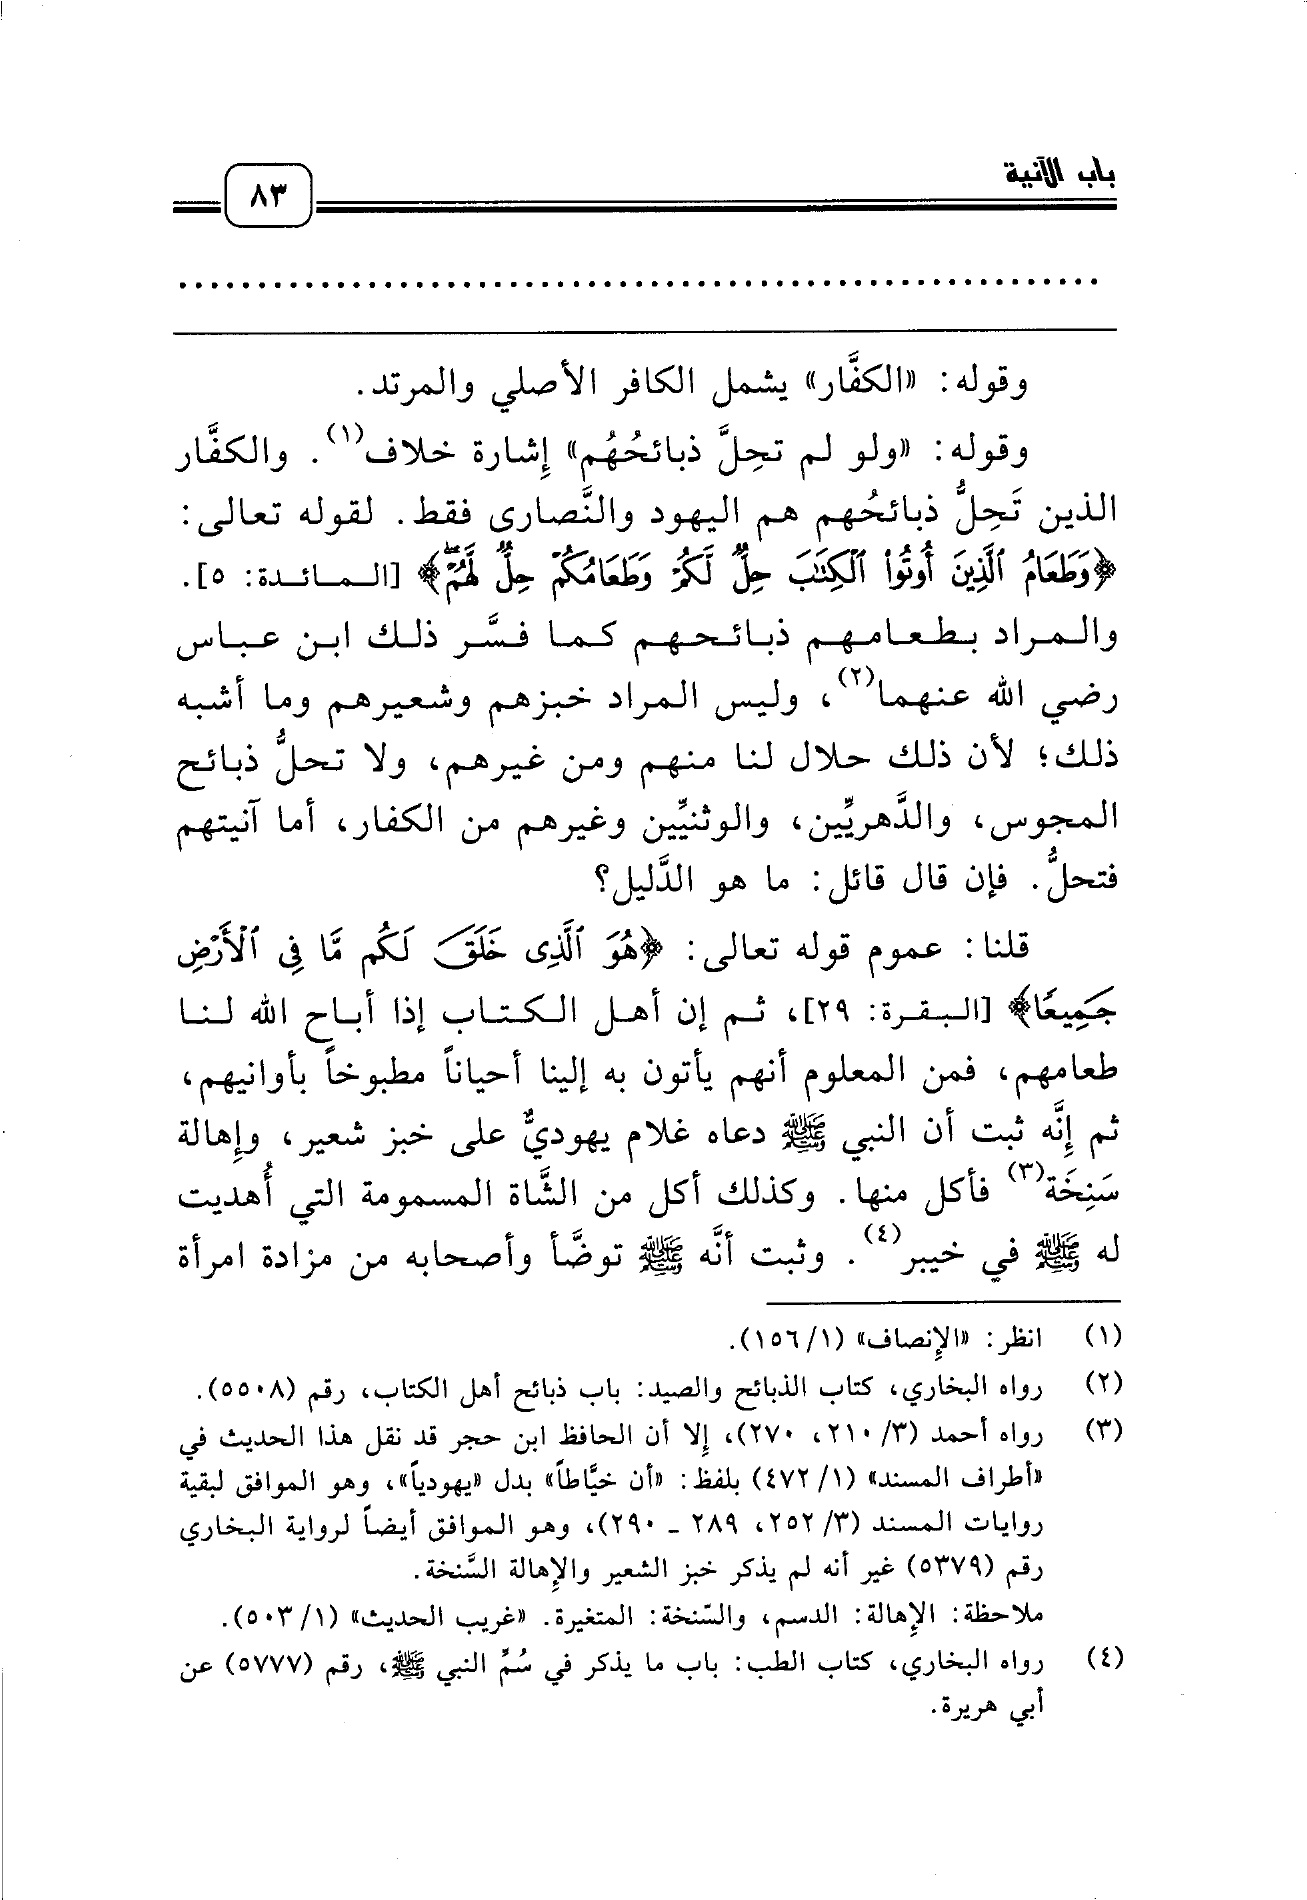 باب الآنية
٨٣
وقوله: «الكفَّار» يشمل الكافر الأصلي والمرتد.
وقوله: «ولو لم تحِلَّ ذبائحُهُم» إِشارة خلاف(١). والكفَّار
الذين تَحِلُّ ذبائحُهم هم اليهود والنَّصارى فقط. لقوله تعالى:
﴿وَطَعَامُ ٱلَّذِينَ أُوتُواْ ٱلْكِتَٰبَ حِلٌّ لَّكُمْ وَطَعَامُكُمْ حِلٌّ لَّهُمْۖ﴾ [المائدة: ٥].
والمراد بطعامهم ذبائحهم كما فسَّر ذلك ابن عباس
رضي الله عنهما(٢)، وليس المراد خبزهم وشعيرهم وما أشبه
ذلك؛ لأن ذلك حلال لنا منهم ومن غيرهم، ولا تحلُّ ذبائح
المجوس، والدَّهريِّين، والوثنيِّين وغيرهم من الكفار، أما آنيتهم
فتحلُّ. فإن قال قائل: ما هو الدَّليل؟
قلنا: عموم قوله تعالى: ﴿هُوَ ٱلَّذِى خَلَقَ لَكُم مَّا فِى ٱلْأَرْضِ
جَمِيعًا﴾ [البقرة: ٢٩]، ثم إن أهل الكتاب إذا أباح الله لنا
طعامهم، فمن المعلوم أنهم يأتون به إلينا أحياناً مطبوخاً بأوانيهم،
ثم إِنَّه ثبت أن النبي ﷺ دعاه غلام يهوديٌّ على خبز شعير، وإِهالة
سَنِخَة(٣) فأكل منها. وكذلك أكل من الشَّاة المسمومة التي أُهديت
له ﷺ في خيبر(٤). وثبت أنَّه ﷺ توضَّأ وأصحابه من مزادة امرأة
(١) انظر: «الإِنصاف» (١/ ١٥٦).
(٢) رواه البخاري، كتاب الذبائح والصيد: باب ذبائح أهل الكتاب، رقم (٥٥٠٨).
(٣) رواه أحمد (٣/ ٢١٠، ٢٧٠)، إِلا أن الحافظ ابن حجر قد نقل هذا الحديث في
«أطراف المسند» (١/ ٤٧٢) بلفظ: «أن خيَّاطاً» بدل «يهودياً»، وهو الموافق لبقية
روايات المسند (٣/ ٢٥٢، ٢٨٩ ـ ٢٩٠)، وهو الموافق أيضاً لرواية البخاري
رقم (٥٣٧٩) غير أنه لم يذكر خبز الشعير والإِهالة السَّنخة.
ملاحظة: الإِهالة: الدسم، والسّنخة: المتغيرة. «غريب الحديث» (١/ ٥٠٣).
(٤) رواه البخاري، كتاب الطب: باب ما يذكر في سُمِّ النبي ﷺ، رقم (٥٧٧٧) عن
أبي هريرة.